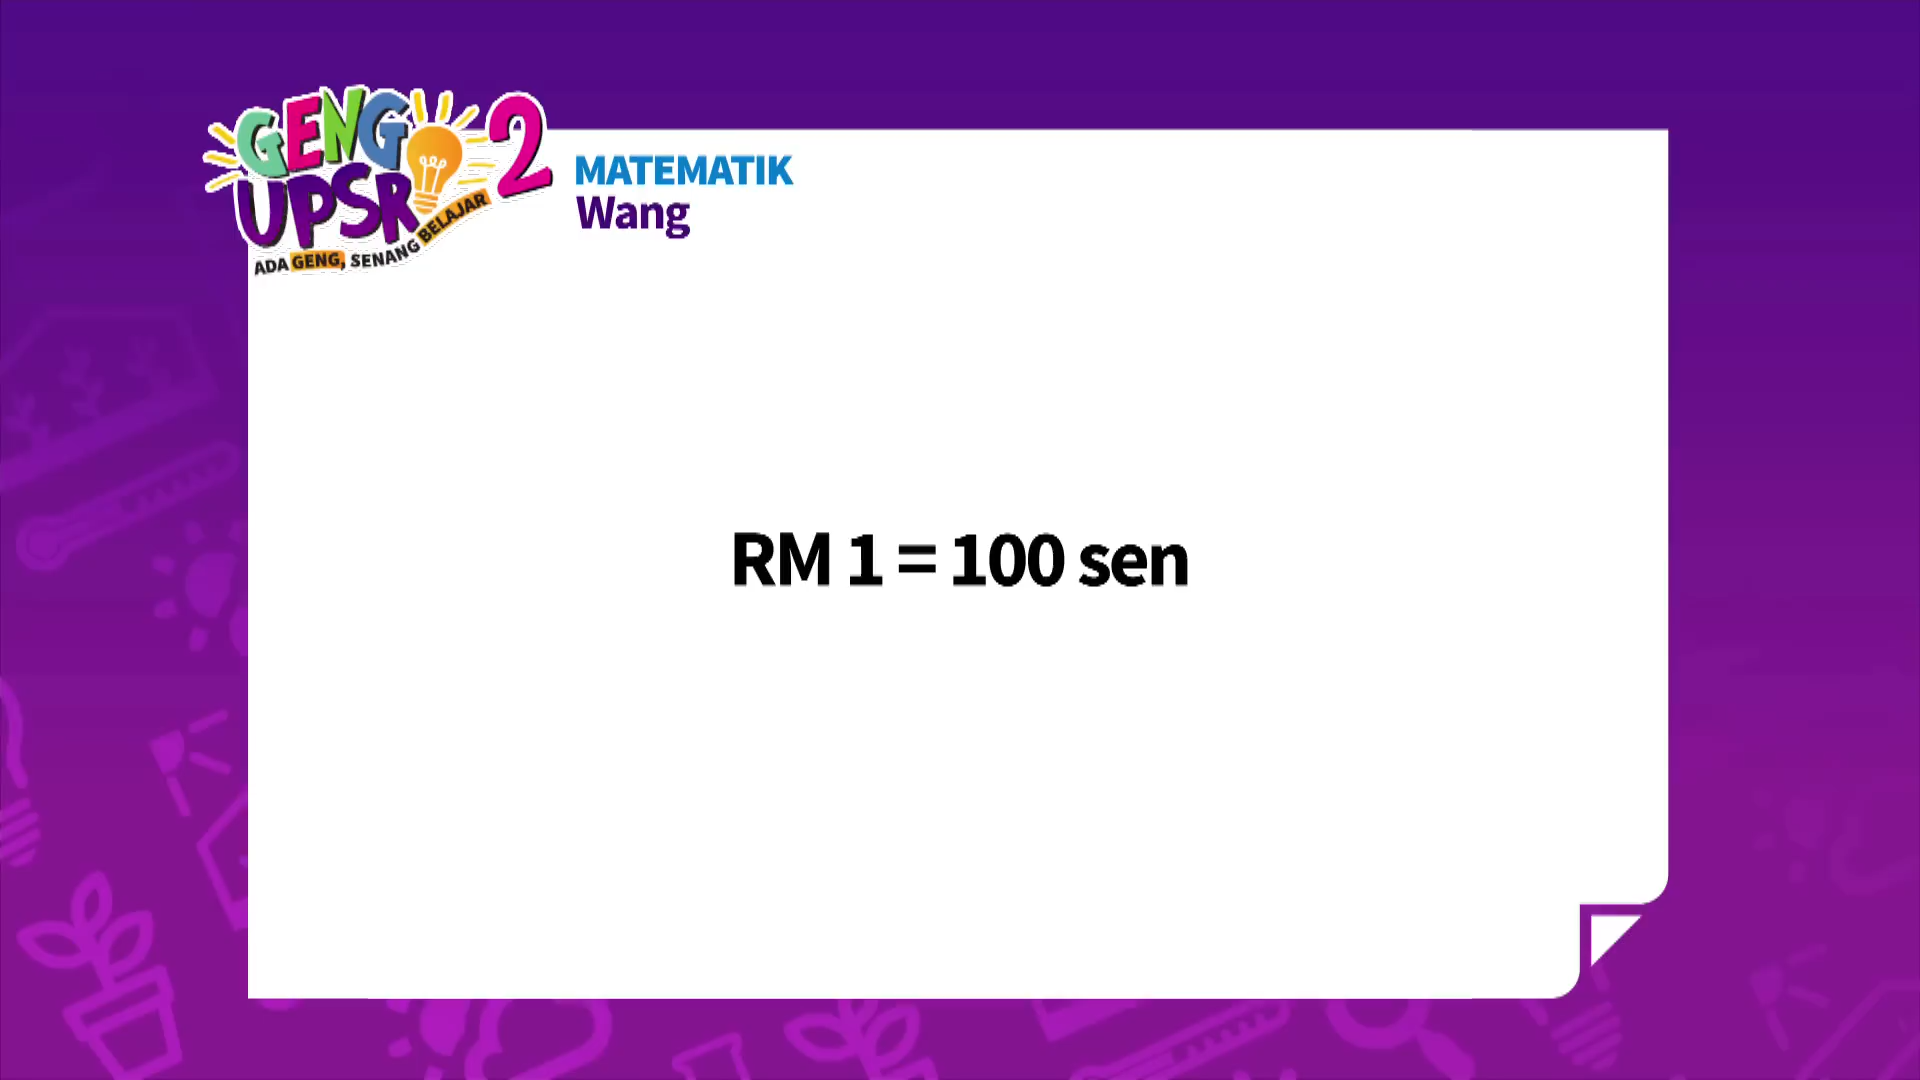 GENG
UPSR 2
ADA GENG, SENANG BELAJAR
MATEMATIK
Wang
RM 1 = 100 sen